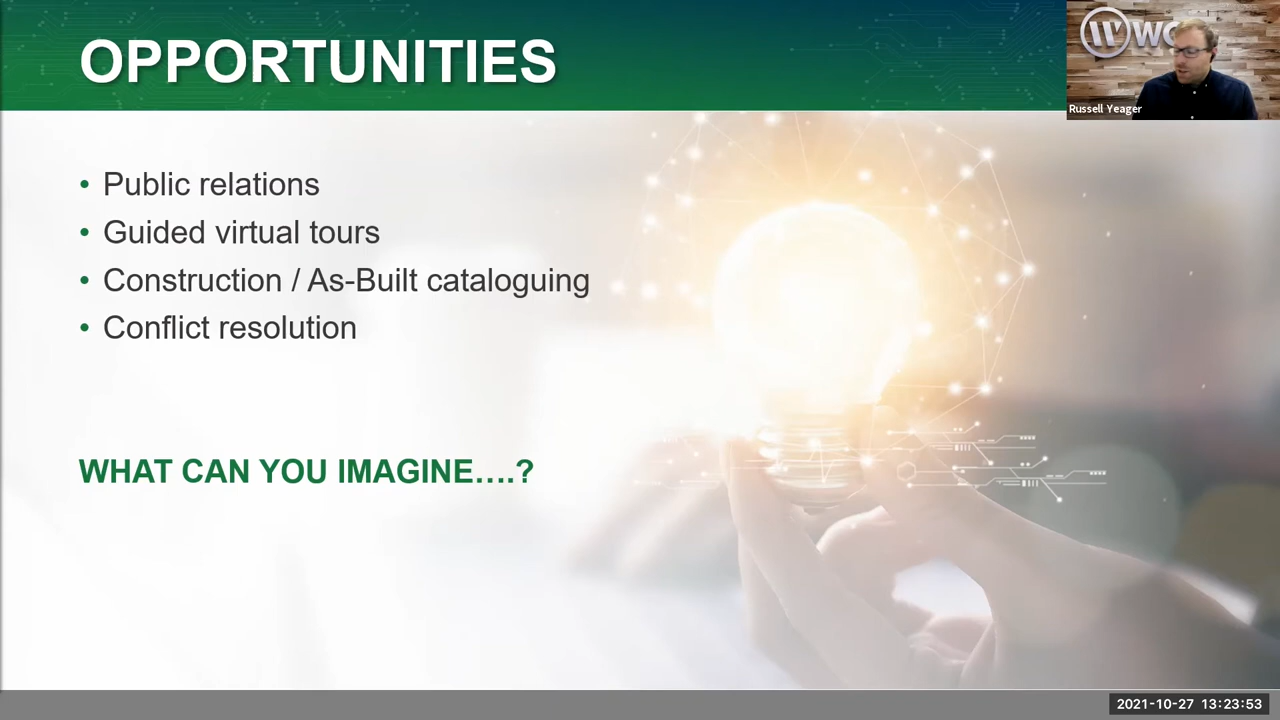 OPPORTUNITIES
WG
Russell Yeager
• Public relations
• Guided virtual tours
• Construction / As-Built cataloguing
• Conflict resolution
WHAT CAN YOU IMAGINE….?
2021-10-27 13:23:53